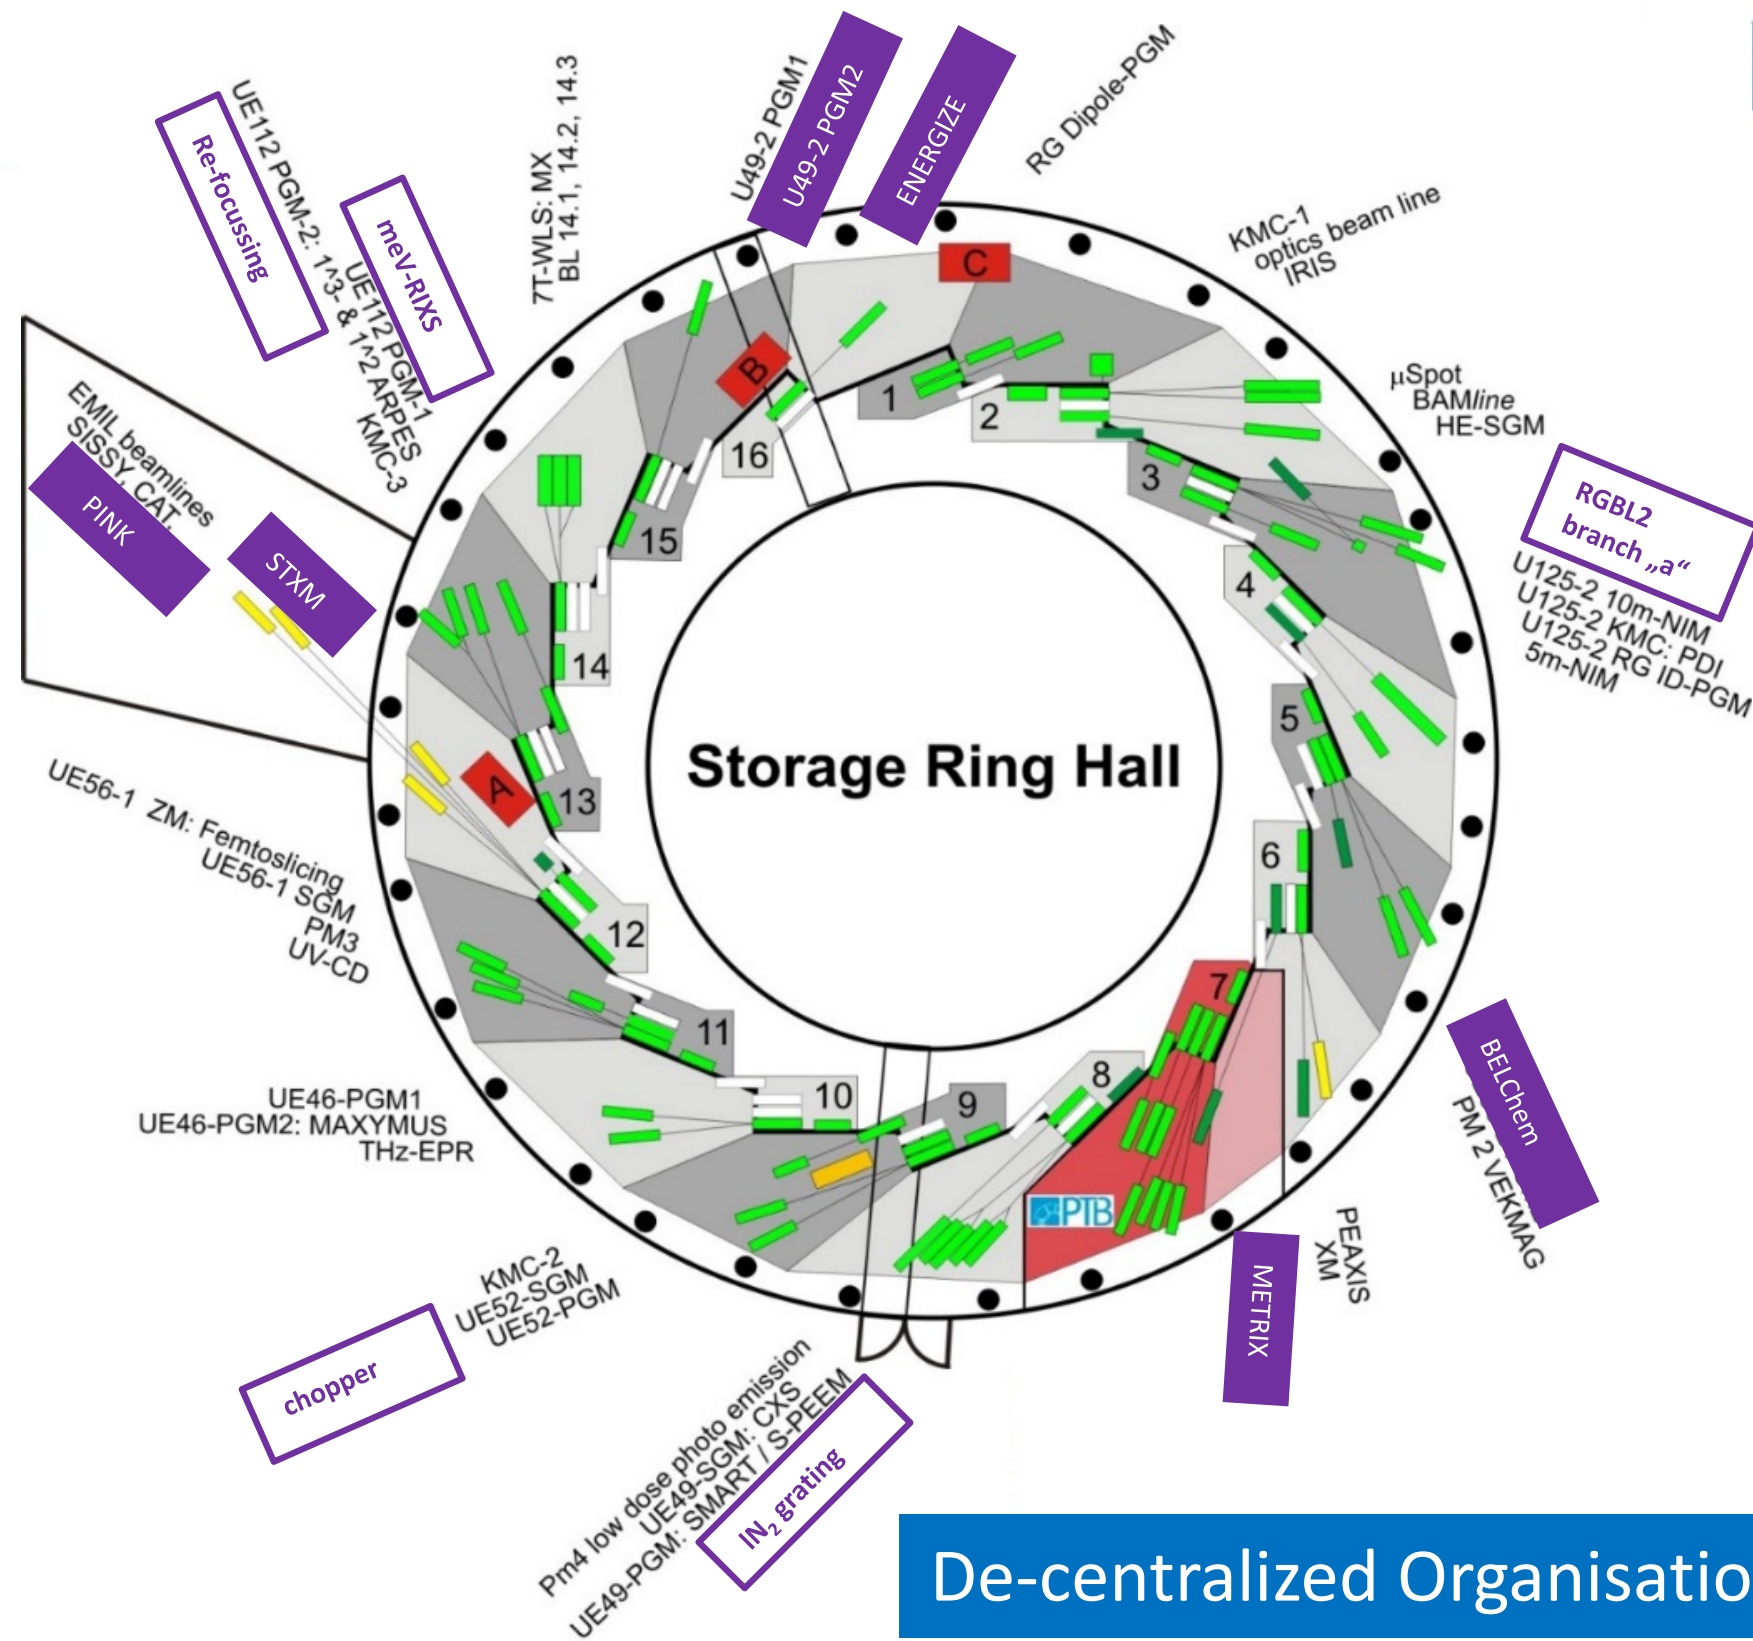 U49-2 PGM1
U49-2 PGM2
ENERGIZE
RG Dipole-PGM
KMC-1
optics beam line
IRIS
µSpot
BAMline
HE-SGM
RGBL2
branch „a“
U125-2 10m-NIM
U125-2 KMC: PDI
U125-2 RG ID-PGM
5m-NIM
BELChem
PM 2 VEKMAG
PEAXIS
XM
METRIX
Pm4 low dose photo emission
UE49-SGM: CXS
UE49-PGM: SMART / S-PEEM
IN₂ grating
KMC-2
UE52-SGM
UE52-PGM
chopper
UE46-PGM1
UE46-PGM2: MAXYMUS
THz-EPR
UE56-1 ZM: Femtoslicing
UE56-1 SGM
PM3
UV-CD
EMIL beamlines
SISSY, CAT,
PINK
STXM
Re-focussing
UE112 PGM-2: 1^3- & 1^2 ARPES
UE112 PGM-1
KMC-3
meV-RIXS
7T-WLS: MX
BL 14.1, 14.2, 14.3
C
B
A
1
2
3
4
5
6
7
8
9
10
11
12
13
14
15
16
Storage Ring Hall
PTB
De-centralized Organisatio